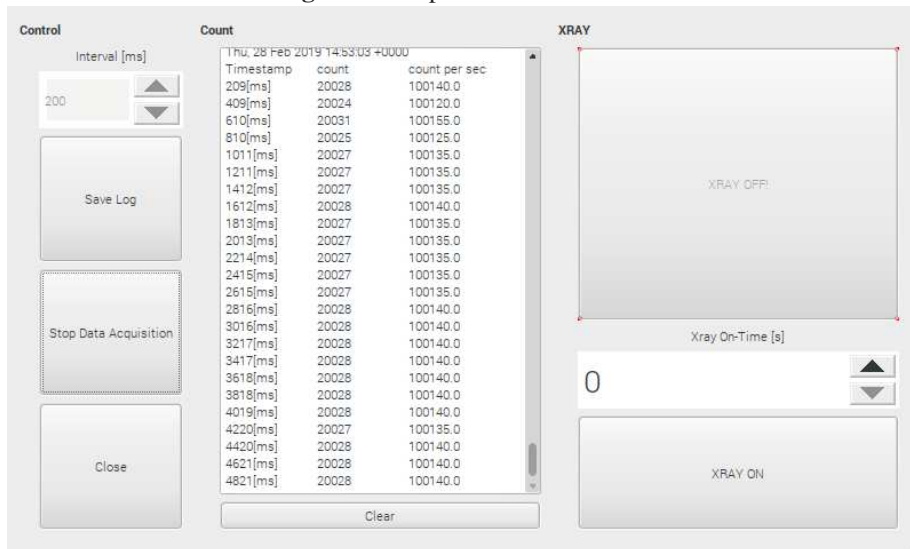 Control
Interval [ms]
200
Save Log
Stop Data Acquisition
Close
Count
Thu, 28 Feb 2019 14:53:03 +0000
Timestamp count count per sec
209[ms] 20028 100140.0
409[ms] 20024 100120.0
610[ms] 20031 100155.0
810[ms] 20025 100125.0
1011[ms] 20027 100135.0
1211[ms] 20027 100135.0
1412[ms] 20027 100135.0
1612[ms] 20028 100140.0
1813[ms] 20027 100135.0
2013[ms] 20027 100135.0
2214[ms] 20027 100135.0
2415[ms] 20027 100135.0
2615[ms] 20027 100135.0
2816[ms] 20028 100140.0
3016[ms] 20028 100140.0
3217[ms] 20028 100140.0
3417[ms] 20028 100140.0
3618[ms] 20028 100140.0
3818[ms] 20028 100140.0
4019[ms] 20028 100140.0
4220[ms] 20027 100135.0
4420[ms] 20028 100140.0
4621[ms] 20028 100140.0
4821[ms] 20028 100140.0
Clear
XRAY
XRAY OFF!
Xray On-Time [s]
0
XRAY ON